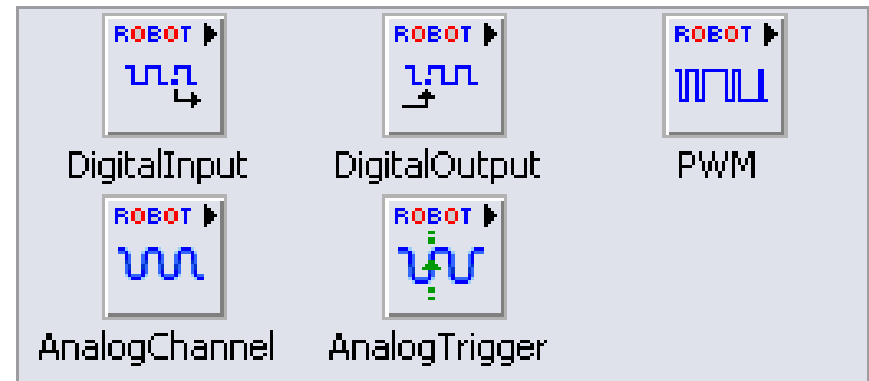 ROBOT ROBOT ROBOT
DigitalInput DigitalOutput PWM
ROBOT ROBOT
AnalogChannel AnalogTrigger